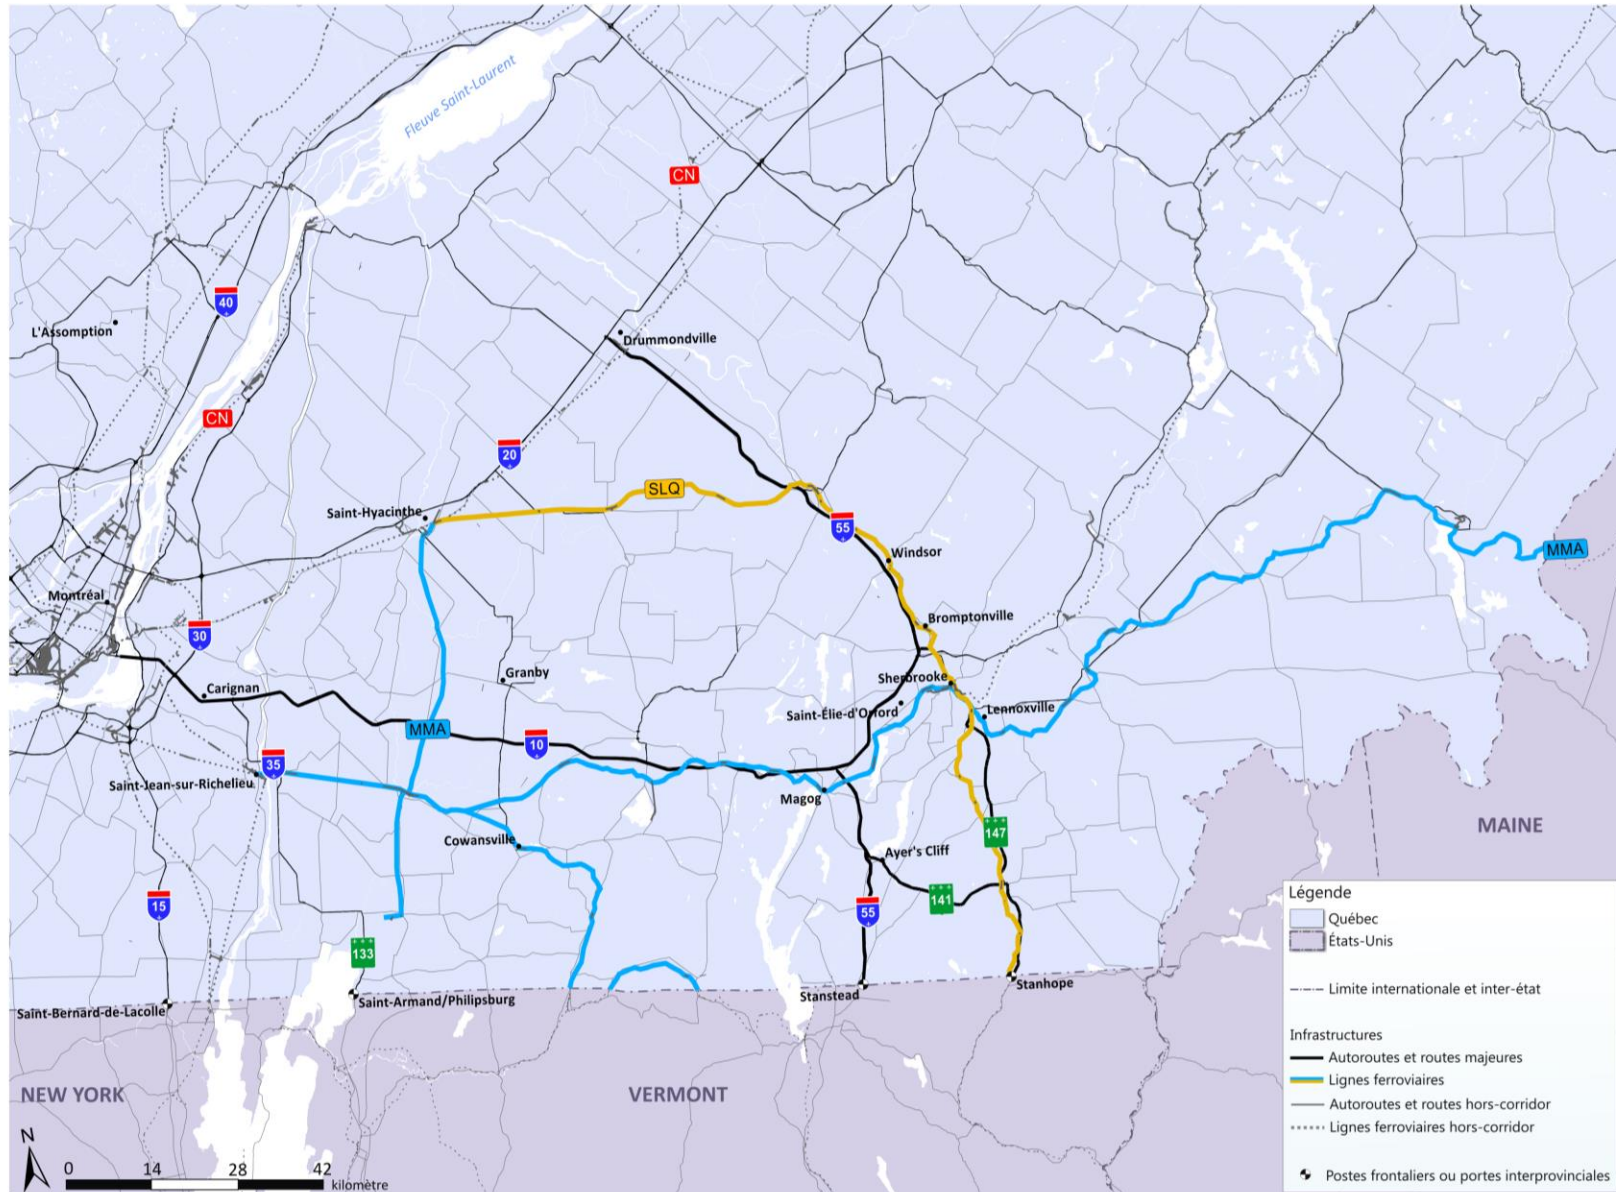 Fleuve Saint-Laurent
CN
40
L'Assomption
Drummondville
CN
20
SLQ
Saint-Hyacinthe
55
Windsor
MMA
Montréal
Bromptonville
30
Granby
Sherbrooke
Carignan
Saint-Élie-d'Orford
Lennoxville
MMA
10
35
Saint-Jean-sur-Richelieu
Magog
147
MAINE
Cowansville
Ayer's Cliff
141
15
55
133
Stanhope
Stanstead
Saint-Armand/Philipsburg
Saint-Bernard-de-Lacolle
NEW YORK
VERMONT
Légende
Québec
États-Unis
Limite internationale et inter-état
Infrastructures
Autoroutes et routes majeures
Lignes ferroviaires
Autoroutes et routes hors-corridor
Lignes ferroviaires hors-corridor
Postes frontaliers ou portes interprovinciales
N
0 14 28 42
kilomètre